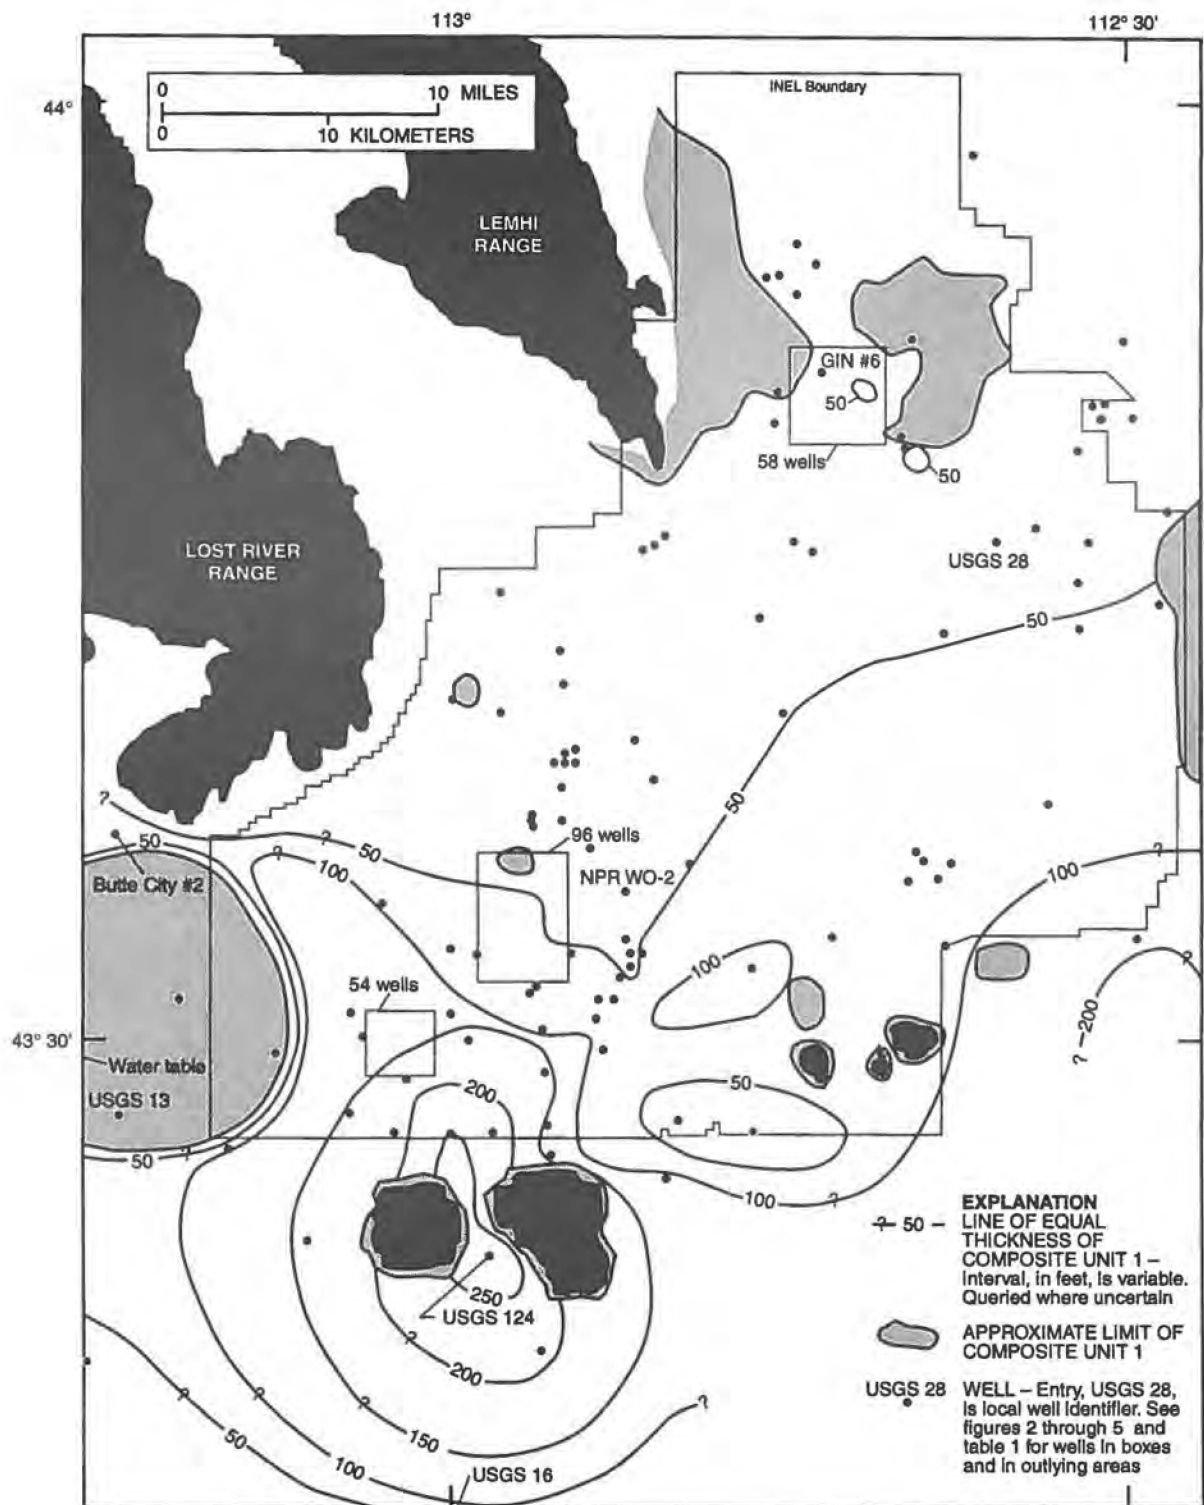 113°
112° 30'
44°
0 10 MILES
0 10 KILOMETERS
INEL Boundary
LEMHI
RANGE
GIN #6
50
58 wells
50
LOST RIVER
RANGE
USGS 28
50
50
?
50
?
50
96 wells
?
100
NPR WO-2
Butte City #2
?
100
100
?
200
?
54 wells
43° 30'
Water table
USGS 13
50
200
50
50
?
?
100
?
250
USGS 124
?
200
?
?
?
50
100
150
USGS 16
EXPLANATION
? 50
LINE OF EQUAL
THICKNESS OF
COMPOSITE UNIT 1 –
Interval, in feet, is variable.
Queried where uncertain
APPROXIMATE LIMIT OF
COMPOSITE UNIT 1
USGS 28
WELL – Entry, USGS 28,
is local well identifier. See
figures 2 through 5 and
table 1 for wells in boxes
and in outlying areas